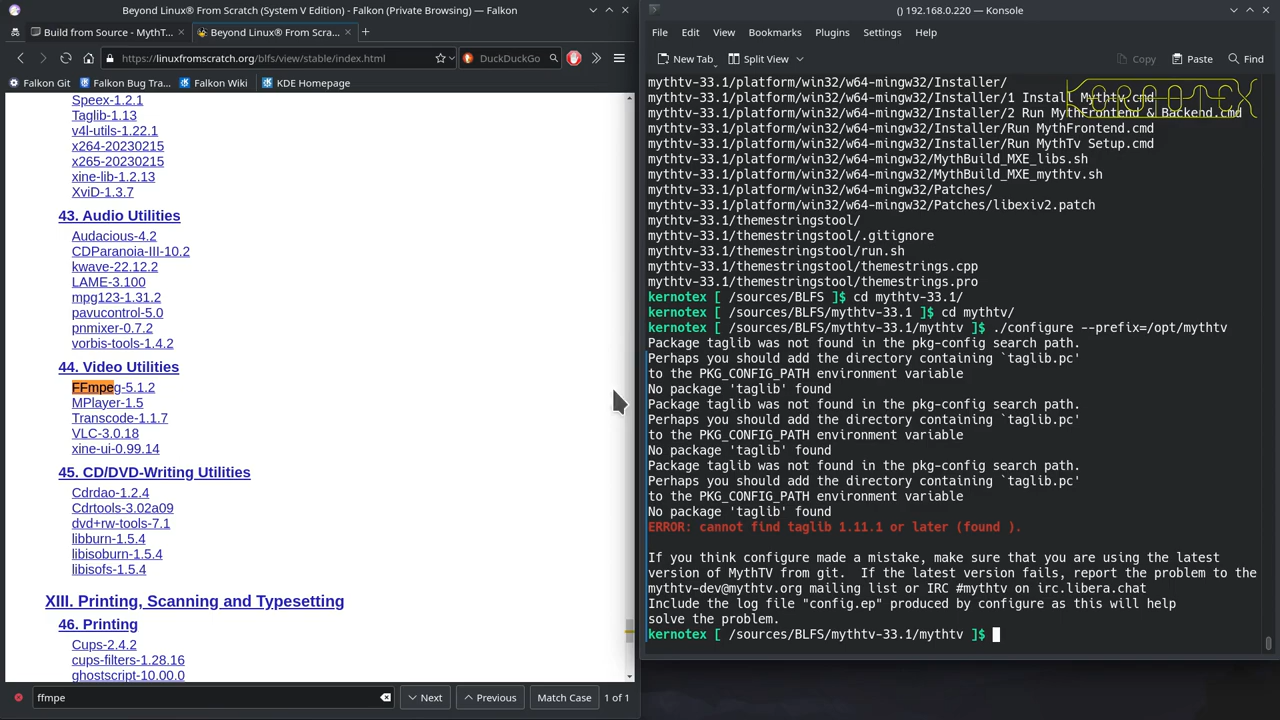 Beyond Linux® From Scratch (System V Edition) - Falkon (Private Browsing) — Falkon
Build from Source - MythT...
Beyond Linux® From Scra...
https://linuxfromscratch.org/blfs/view/stable/index.html
DuckDuckGo
Falkon Git
Falkon Bug Tra...
Falkon Wiki
KDE Homepage
Speex-1.2.1
Taglib-1.13
v4l-utils-1.22.1
x264-20230215
x265-20230215
xine-lib-1.2.13
XviD-1.3.7
43. Audio Utilities
Audacious-4.2
CDParanoia-III-10.2
kwave-22.12.2
LAME-3.100
mpg123-1.31.2
pavucontrol-5.0
pnmixer-0.7.2
vorbis-tools-1.4.2
44. Video Utilities
FFmpeg-5.1.2
MPlayer-1.5
Transcode-1.1.7
VLC-3.0.18
xine-ui-0.99.14
45. CD/DVD-Writing Utilities
Cdrdao-1.2.4
Cdrtools-3.02a09
dvd+rw-tools-7.1
libburn-1.5.4
libisoburn-1.5.4
libisofs-1.5.4
XIII. Printing, Scanning and Typesetting
46. Printing
Cups-2.4.2
cups-filters-1.28.16
ghostscript-10.00.0
ffmpe
Next
Previous
Match Case
1 of 1
() 192.168.0.220 — Konsole
File Edit View Bookmarks Plugins Settings Help
New Tab
Split View
Copy
Paste
Find
KERNOTEX
mythtv-33.1/platform/win32/w64-mingw32/Installer/
mythtv-33.1/platform/win32/w64-mingw32/Installer/1 Install Mythtv.cmd
mythtv-33.1/platform/win32/w64-mingw32/Installer/2 Run MythFrontend & Backend.cmd
mythtv-33.1/platform/win32/w64-mingw32/Installer/Run MythFrontend.cmd
mythtv-33.1/platform/win32/w64-mingw32/Installer/Run MythTv Setup.cmd
mythtv-33.1/platform/win32/w64-mingw32/MythBuild_MXE_libs.sh
mythtv-33.1/platform/win32/w64-mingw32/MythBuild_MXE_mythtv.sh
mythtv-33.1/platform/win32/w64-mingw32/Patches/
mythtv-33.1/platform/win32/w64-mingw32/Patches/libexiv2.patch
mythtv-33.1/themestringstool/
mythtv-33.1/themestringstool/.gitignore
mythtv-33.1/themestringstool/run.sh
mythtv-33.1/themestringstool/themestrings.cpp
mythtv-33.1/themestringstool/themestrings.pro
kernotex [ /sources/BLFS ]$ cd mythtv-33.1/
kernotex [ /sources/BLFS/mythtv-33.1 ]$ cd mythtv/
kernotex [ /sources/BLFS/mythtv-33.1/mythtv ]$ ./configure --prefix=/opt/mythtv
Package taglib was not found in the pkg-config search path.
Perhaps you should add the directory containing `taglib.pc'
to the PKG_CONFIG_PATH environment variable
No package 'taglib' found
Package taglib was not found in the pkg-config search path.
Perhaps you should add the directory containing `taglib.pc'
to the PKG_CONFIG_PATH environment variable
No package 'taglib' found
Package taglib was not found in the pkg-config search path.
Perhaps you should add the directory containing `taglib.pc'
to the PKG_CONFIG_PATH environment variable
No package 'taglib' found
ERROR: cannot find taglib 1.11.1 or later (found ).
If you think configure made a mistake, make sure that you are using the latest
version of MythTV from git.  If the latest version fails, report the problem to the
mythtv-dev@mythtv.org mailing list or IRC #mythtv on irc.libera.chat
Include the log file "config.ep" produced by configure as this will help
solve the problem.
kernotex [ /sources/BLFS/mythtv-33.1/mythtv ]$